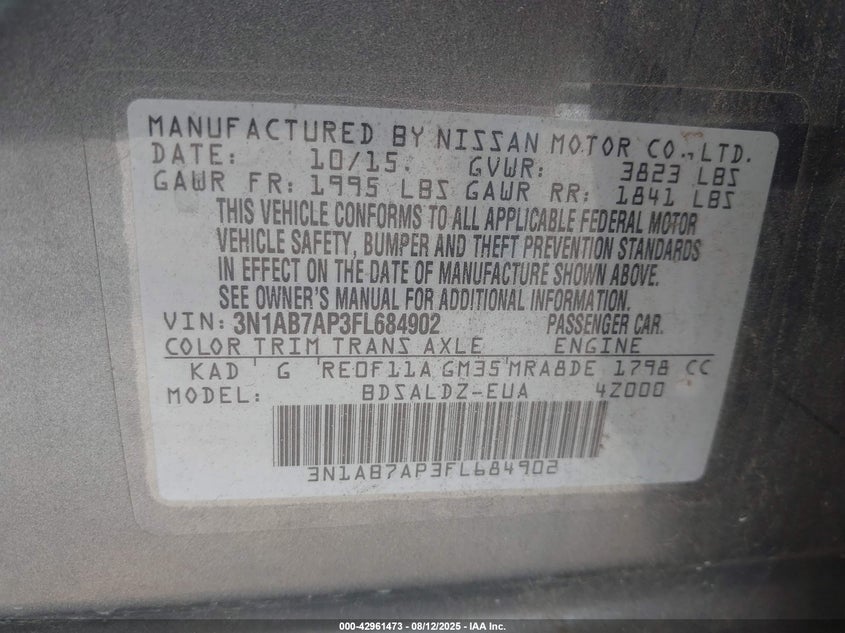 MANUFACTURED BY NISSAN MOTOR CO.,LTD.
DATE: 10/15. GVWR: 3823 LBS
GAWR FR: 1995 LBS GAWR RR: 1841 LBS
THIS VEHICLE CONFORMS TO ALL APPLICABLE FEDERAL MOTOR
VEHICLE SAFETY, BUMPER AND THEFT PREVENTION STANDARDS
IN EFFECT ON THE DATE OF MANUFACTURE SHOWN ABOVE.
SEE OWNER'S MANUAL FOR ADDITIONAL INFORMATION.
VIN: 3N1AB7AP3FL684902 PASSENGER CAR.
COLOR TRIM TRANS AXLE ENGINE
KAD G RE0F11A GM35 MRA8DE 1798 CC
MODEL: BDSALDZ-EUA 4Z000
3N1AB7AP3FL684902
000-42961473 - 08/12/2025 - IAA Inc.